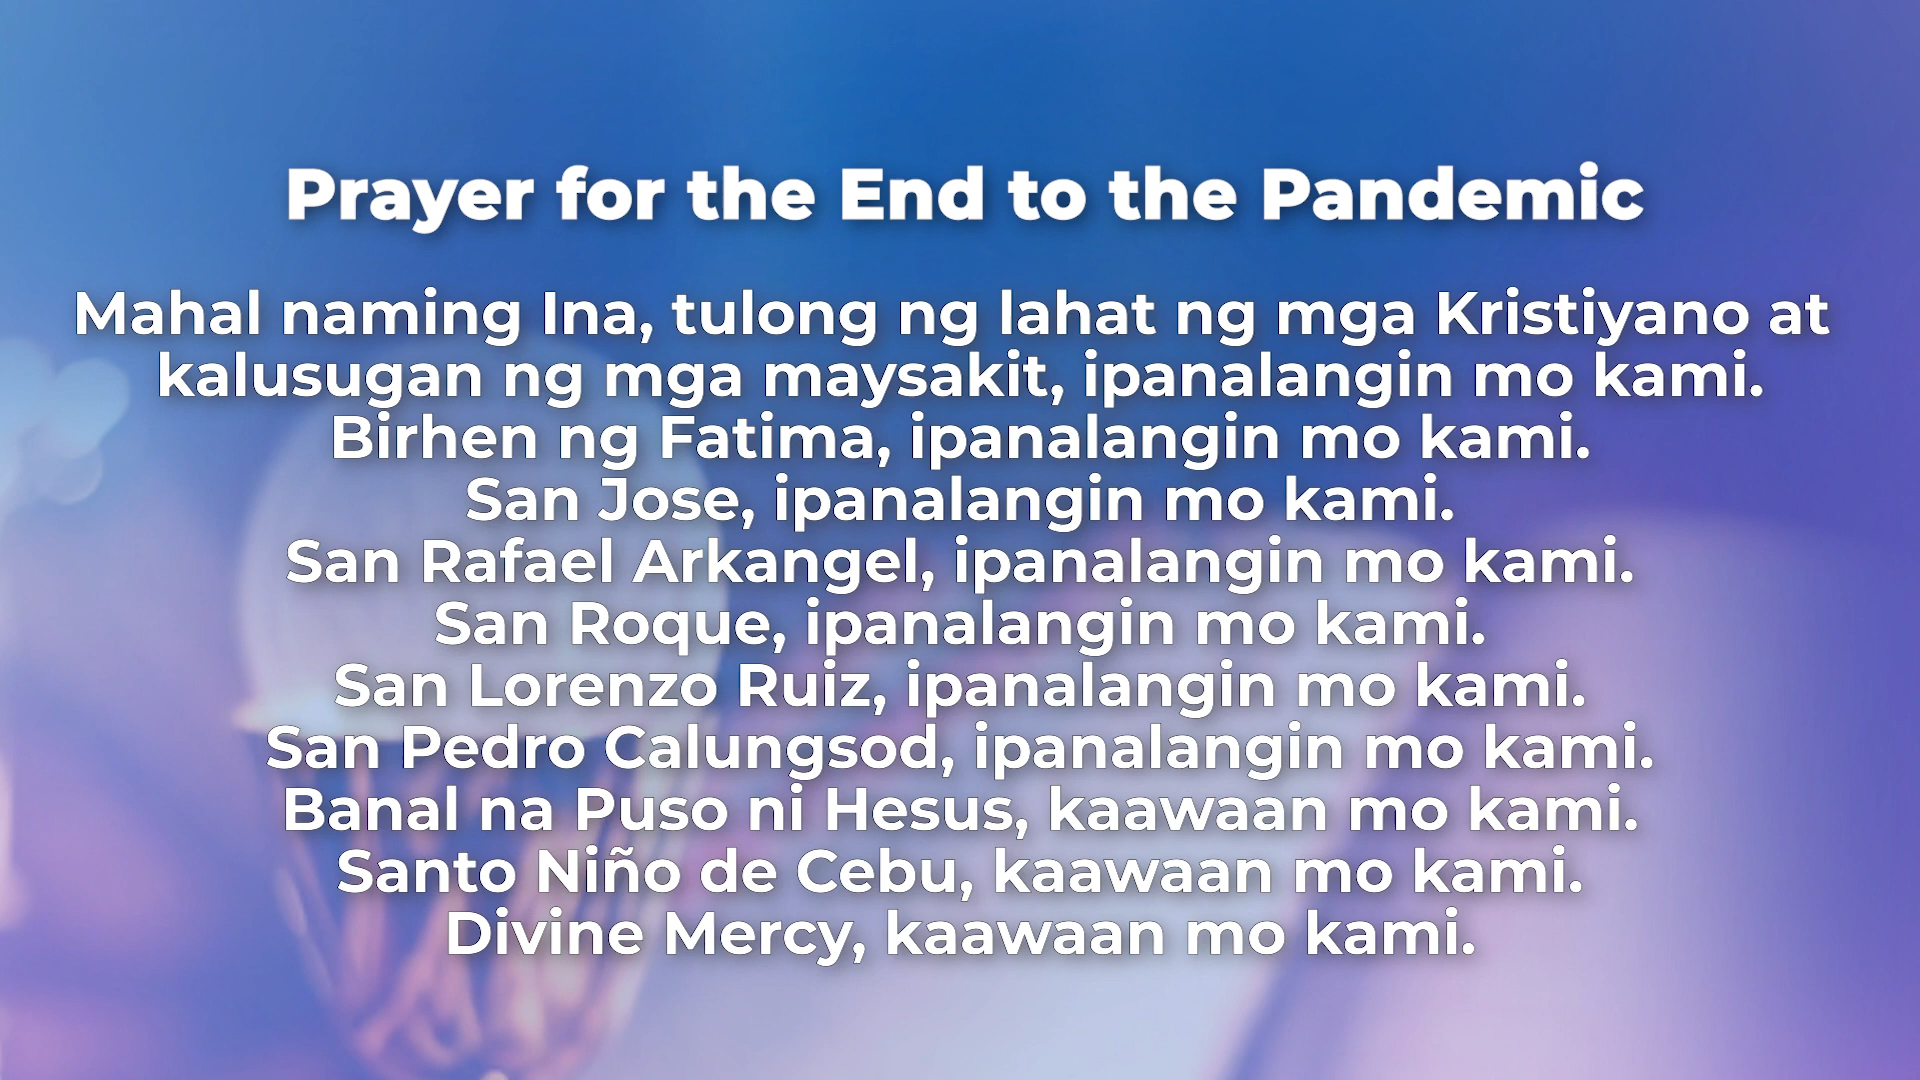 Prayer for the End to the Pandemic
Mahal naming Ina, tulong ng lahat ng mga Kristiyano at
kalusugan ng mga maysakit, ipanalangin mo kami.
Birhen ng Fatima, ipanalangin mo kami.
San Jose, ipanalangin mo kami.
San Rafael Arkangel, ipanalangin mo kami.
San Roque, ipanalangin mo kami.
San Lorenzo Ruiz, ipanalangin mo kami.
San Pedro Calungsod, ipanalangin mo kami.
Banal na Puso ni Hesus, kaawaan mo kami.
Santo Niño de Cebu, kaawaan mo kami.
Divine Mercy, kaawaan mo kami.